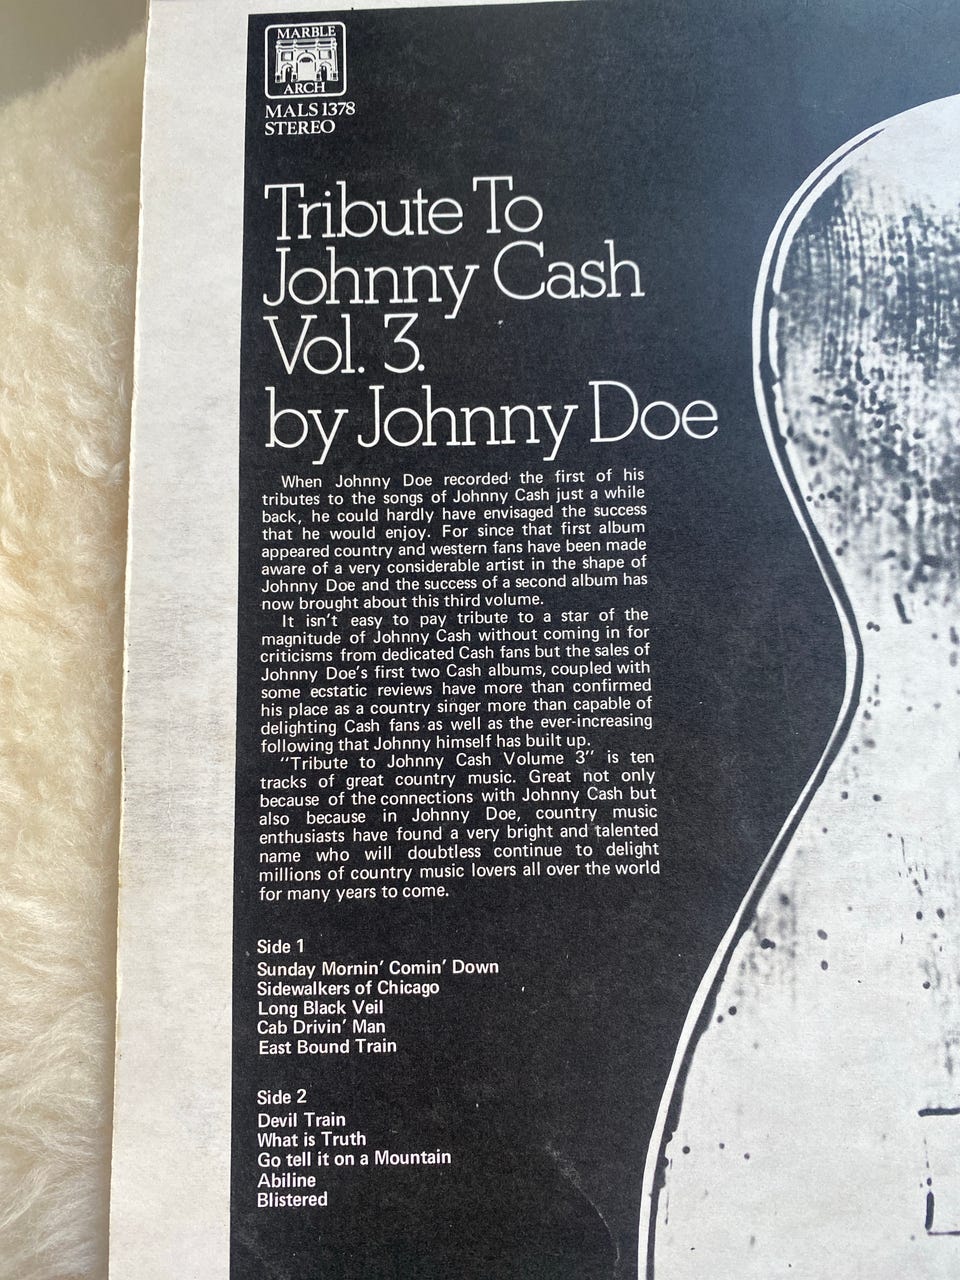 MARBLE
ARCH
MALS 1378
STEREO
Tribute To
Johnny Cash
Vol. 3.
by Johnny Doe
When Johnny Doe recorded the first of his
tributes to the songs of Johnny Cash just a while
back, he could hardly have envisaged the success
that he would enjoy. For since that first album
appeared country and western fans have been made
aware of a very considerable artist in the shape of
Johnny Doe and the success of a second album has
now brought about this third volume.
It isn't easy to pay tribute to a star of the
magnitude of Johnny Cash without coming in for
criticisms from dedicated Cash fans but the sales of
Johnny Doe's first two Cash albums, coupled with
some ecstatic reviews have more than confirmed
his place as a country singer more than capable of
delighting Cash fans as well as the ever-increasing
following that Johnny himself has built up.
"Tribute to Johnny Cash Volume 3" is ten
tracks of great country music. Great not only
because of the connections with Johnny Cash but
also because in Johnny Doe, country music
enthusiasts have found a very bright and talented
name who will doubtless continue to delight
millions of country music lovers all over the world
for many years to come.
Side 1
Sunday Mornin' Comin' Down
Sidewalkers of Chicago
Long Black Veil
Cab Drivin' Man
East Bound Train
Side 2
Devil Train
What is Truth
Go tell it on a Mountain
Abiline
Blistered